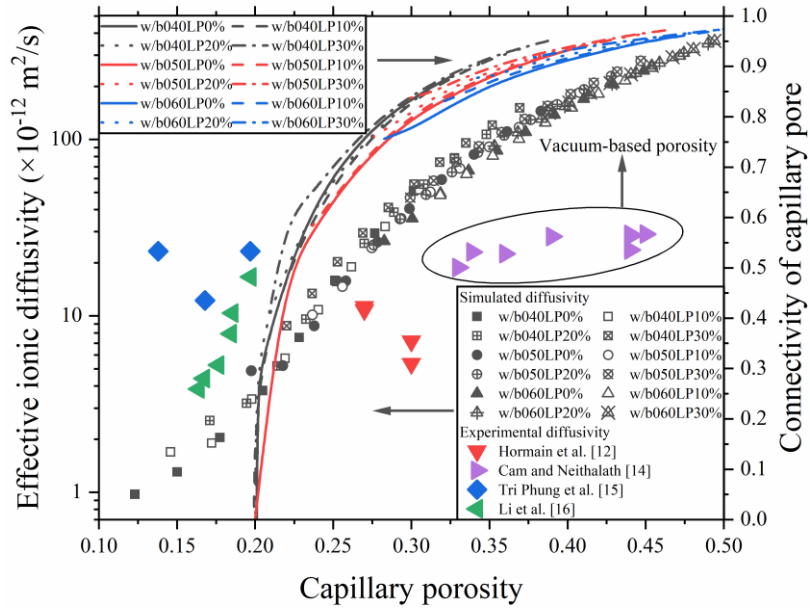 w/b040LP0% w/b040LP10%
w/b040LP20% w/b040LP30%
w/b050LP0% w/b050LP10%
w/b050LP20% w/b050LP30%
w/b060LP0% w/b060LP10%
w/b060LP20% w/b060LP30%
Effective ionic diffusivity (×10⁻¹² m²/s)
100
10
1
Connectivity of capillary pore
1.0
0.9
0.8
0.7
0.6
0.5
0.4
0.3
0.2
0.1
0.0
Vacuum-based porosity
Simulated diffusivity
w/b040LP0% w/b040LP10%
w/b040LP20% w/b040LP30%
w/b050LP0% w/b050LP10%
w/b050LP20% w/b050LP30%
w/b060LP0% w/b060LP10%
w/b060LP20% w/b060LP30%
Experimental diffusivity
Hormain et al. [12]
Cam and Neithalath [14]
Tri Phung et al. [15]
Li et al. [16]
0.10 0.15 0.20 0.25 0.30 0.35 0.40 0.45 0.50
Capillary porosity